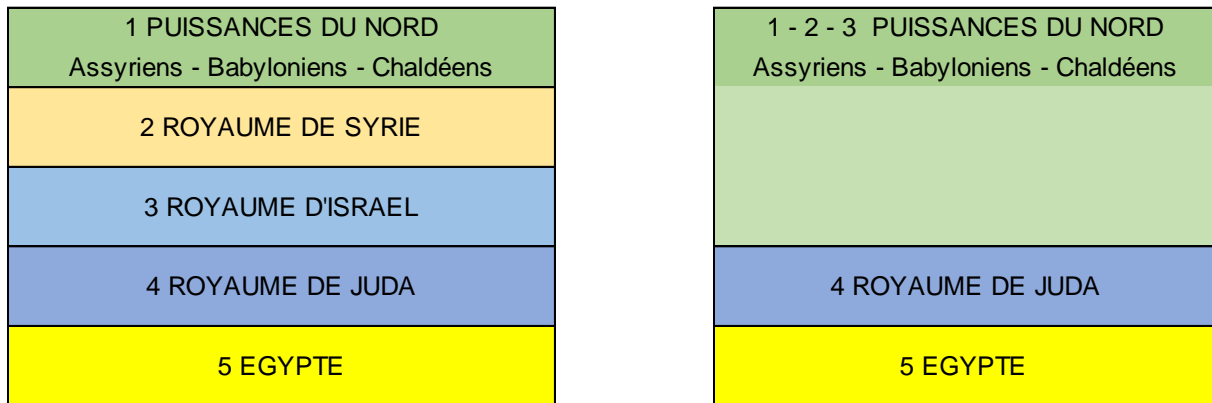 1 PUISSANCES DU NORD
Assyriens - Babyloniens - Chaldéens
2 ROYAUME DE SYRIE
3 ROYAUME D'ISRAEL
4 ROYAUME DE JUDA
5 EGYPTE
1 - 2 - 3 PUISSANCES DU NORD
Assyriens - Babyloniens - Chaldéens
4 ROYAUME DE JUDA
5 EGYPTE